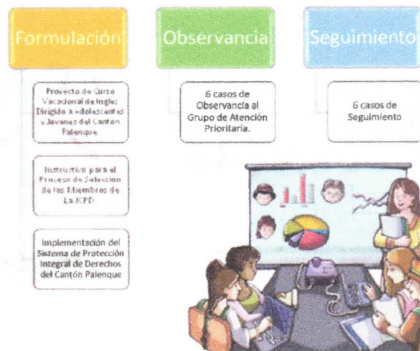 Formulación
Proyecto de Curso
Vacacional de Ingles
Dirigido a adolescentes
y Jovenes del Cantón
Palenque.
Instructivo para el
Proceso de Selección
de los Miembros de
La JCPD
Implementación del
Sistema de Protección
Integral de Derechos
del Cantón Palenque
Observancia
6 casos de
Observancia al
Grupo de Atención
Prioritaria.
Seguimiento
6 casos de
Seguimiento